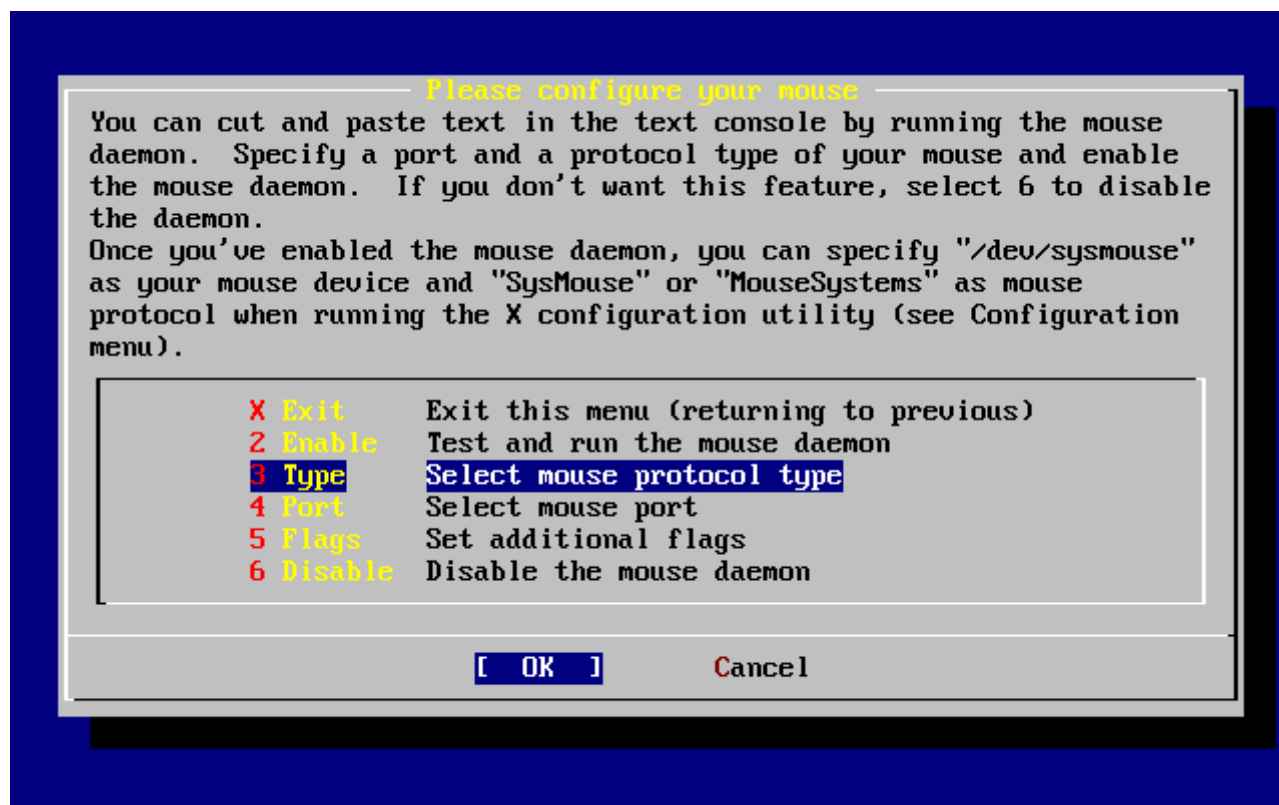 Please configure your mouse
You can cut and paste text in the text console by running the mouse
daemon.  Specify a port and a protocol type of your mouse and enable
the mouse daemon.  If you don't want this feature, select 6 to disable
the daemon.
Once you've enabled the mouse daemon, you can specify "/dev/sysmouse"
as your mouse device and "SysMouse" or "MouseSystems" as mouse
protocol when running the X configuration utility (see Configuration
menu).
X Exit     Exit this menu (returning to previous)
2 Enable   Test and run the mouse daemon
3 Type     Select mouse protocol type
4 Port     Select mouse port
5 Flags    Set additional flags
6 Disable  Disable the mouse daemon
[  OK  ]       Cancel